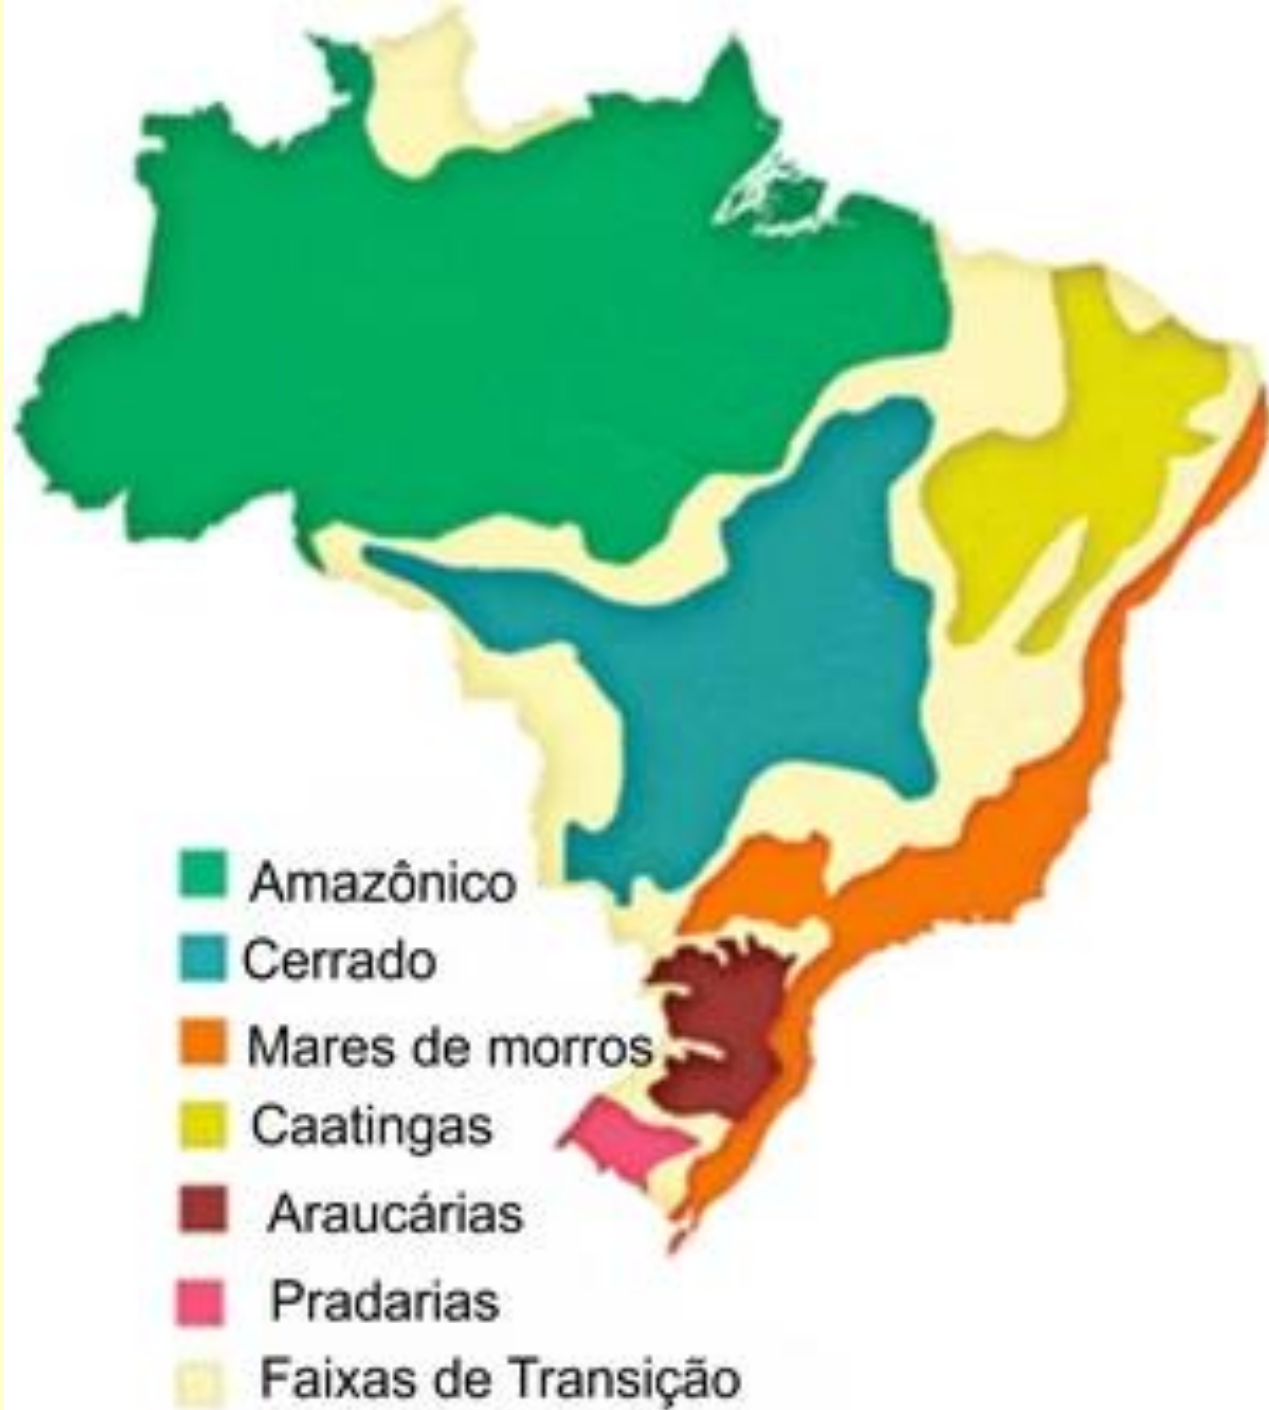 Amazônico
Cerrado
Mares de morros
Caatingas
Araucárias
Pradarias
Faixas de Transição